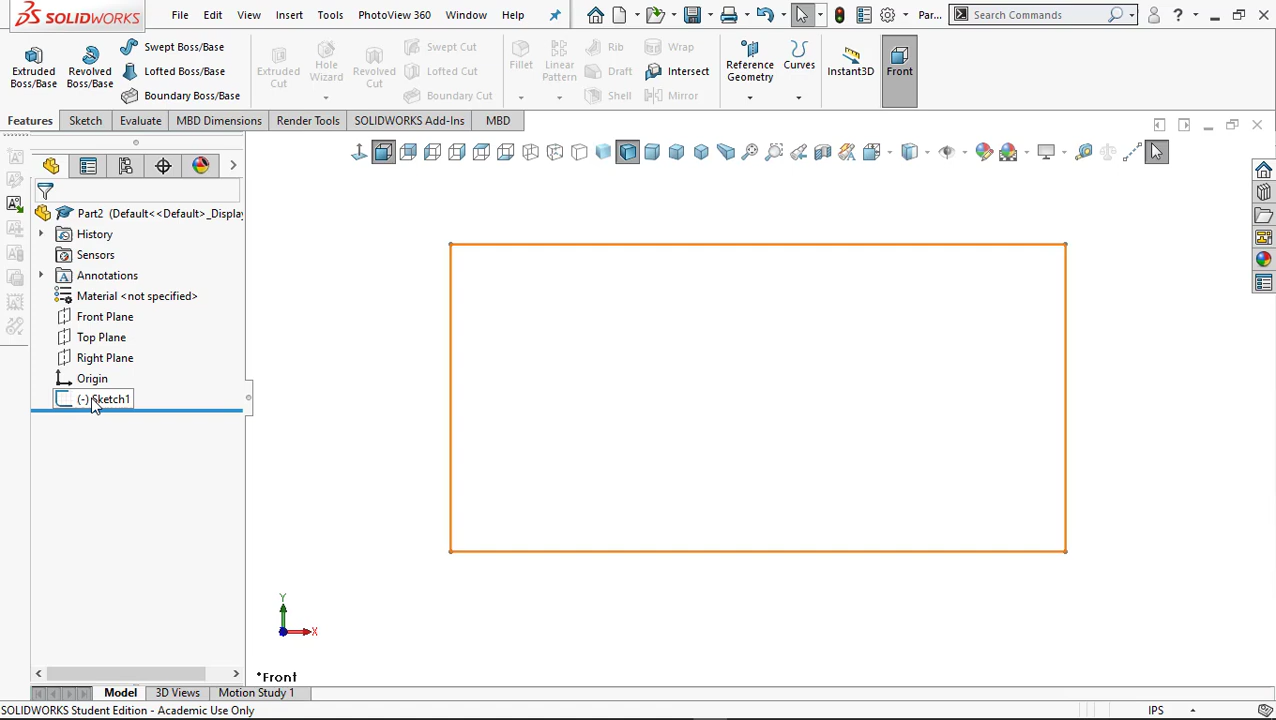 SOLIDWORKS File Edit View Insert Tools PhotoView 360 Window Help Par... Search Commands ?
Extruded Boss/Base
Revolved Boss/Base
Swept Boss/Base
Lofted Boss/Base
Boundary Boss/Base
Extruded Cut
Hole Wizard
Revolved Cut
Swept Cut
Lofted Cut
Boundary Cut
Fillet
Linear Pattern
Rib
Draft
Shell
Wrap
Intersect
Mirror
Reference Geometry
Curves
Instant3D
Front
Features Sketch Evaluate MBD Dimensions Render Tools SOLIDWORKS Add-Ins MBD
Part2 (Default<<Default>_Display
History
Sensors
Annotations
Material <not specified>
Front Plane
Top Plane
Right Plane
Origin
(-) Sketch1
Y
X
*Front
Model 3D Views Motion Study 1
SOLIDWORKS Student Edition - Academic Use Only IPS